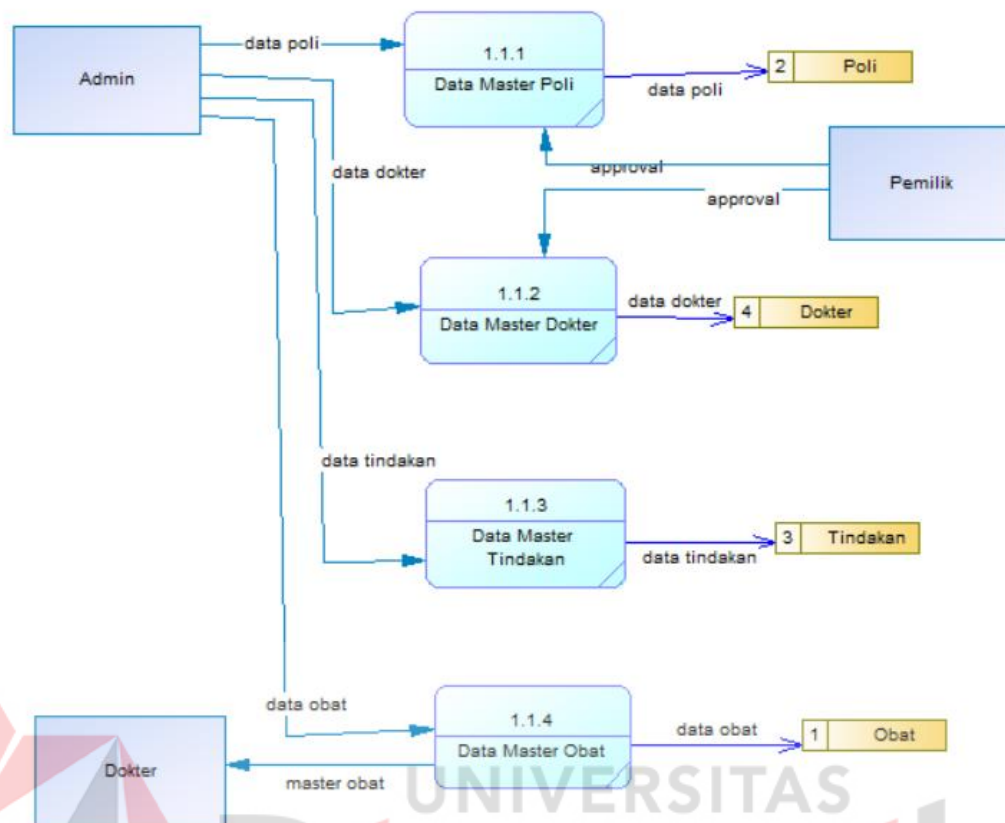 Admin
data poli
1.1.1
Data Master Poli
data poli
2 Poli
data dokter
approval
approval
Pemilik
1.1.2
Data Master Dokter
data dokter
4 Dokter
data tindakan
1.1.3
Data Master
Tindakan
data tindakan
3 Tindakan
data obat
1.1.4
Data Master Obat
data obat
1 Obat
Dokter
master obat
UNIVERSITAS